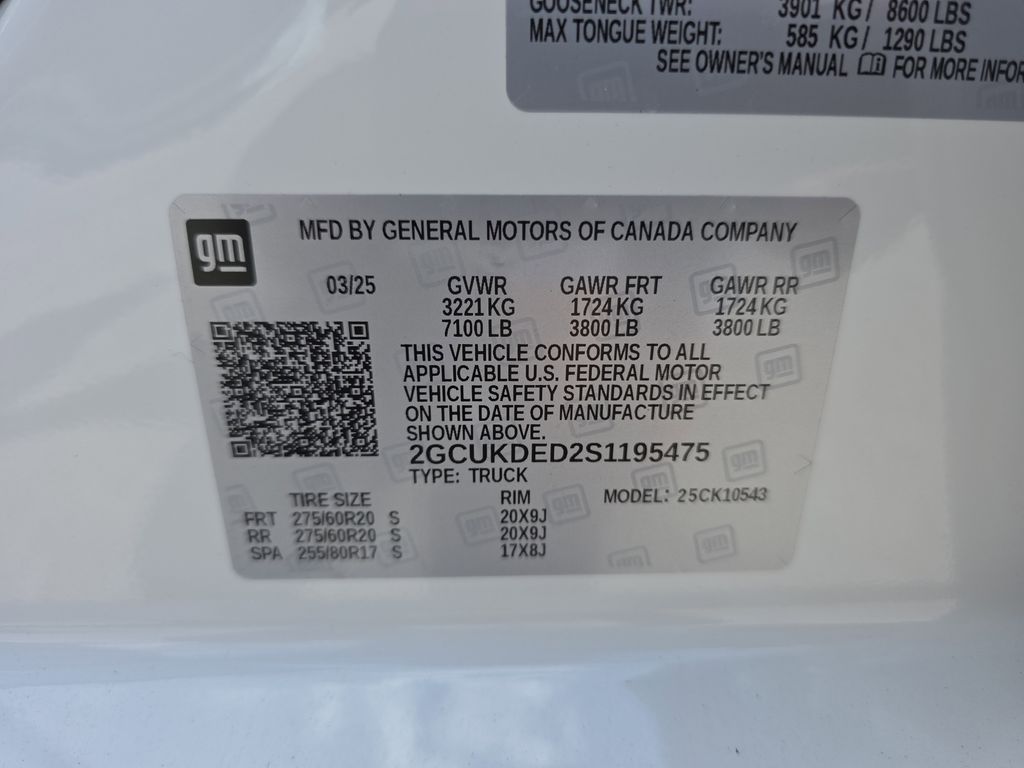 GOOSENECK TWR: 3901 KG / 8600 LBS
MAX TONGUE WEIGHT: 585 KG / 1290 LBS
SEE OWNER'S MANUAL FOR MORE INFOR
gm MFD BY GENERAL MOTORS OF CANADA COMPANY
03/25 GVWR GAWR FRT GAWR RR
3221 KG 1724 KG 1724 KG
7100 LB 3800 LB 3800 LB
THIS VEHICLE CONFORMS TO ALL
APPLICABLE U.S. FEDERAL MOTOR
VEHICLE SAFETY STANDARDS IN EFFECT
ON THE DATE OF MANUFACTURE
SHOWN ABOVE.
2GCUKDED2S1195475
TYPE: TRUCK
TIRE SIZE RIM MODEL: 25CK10543
FRT 275/60R20 S 20X9J
RR 275/60R20 S 20X9J
SPA 255/80R17 S 17X8J